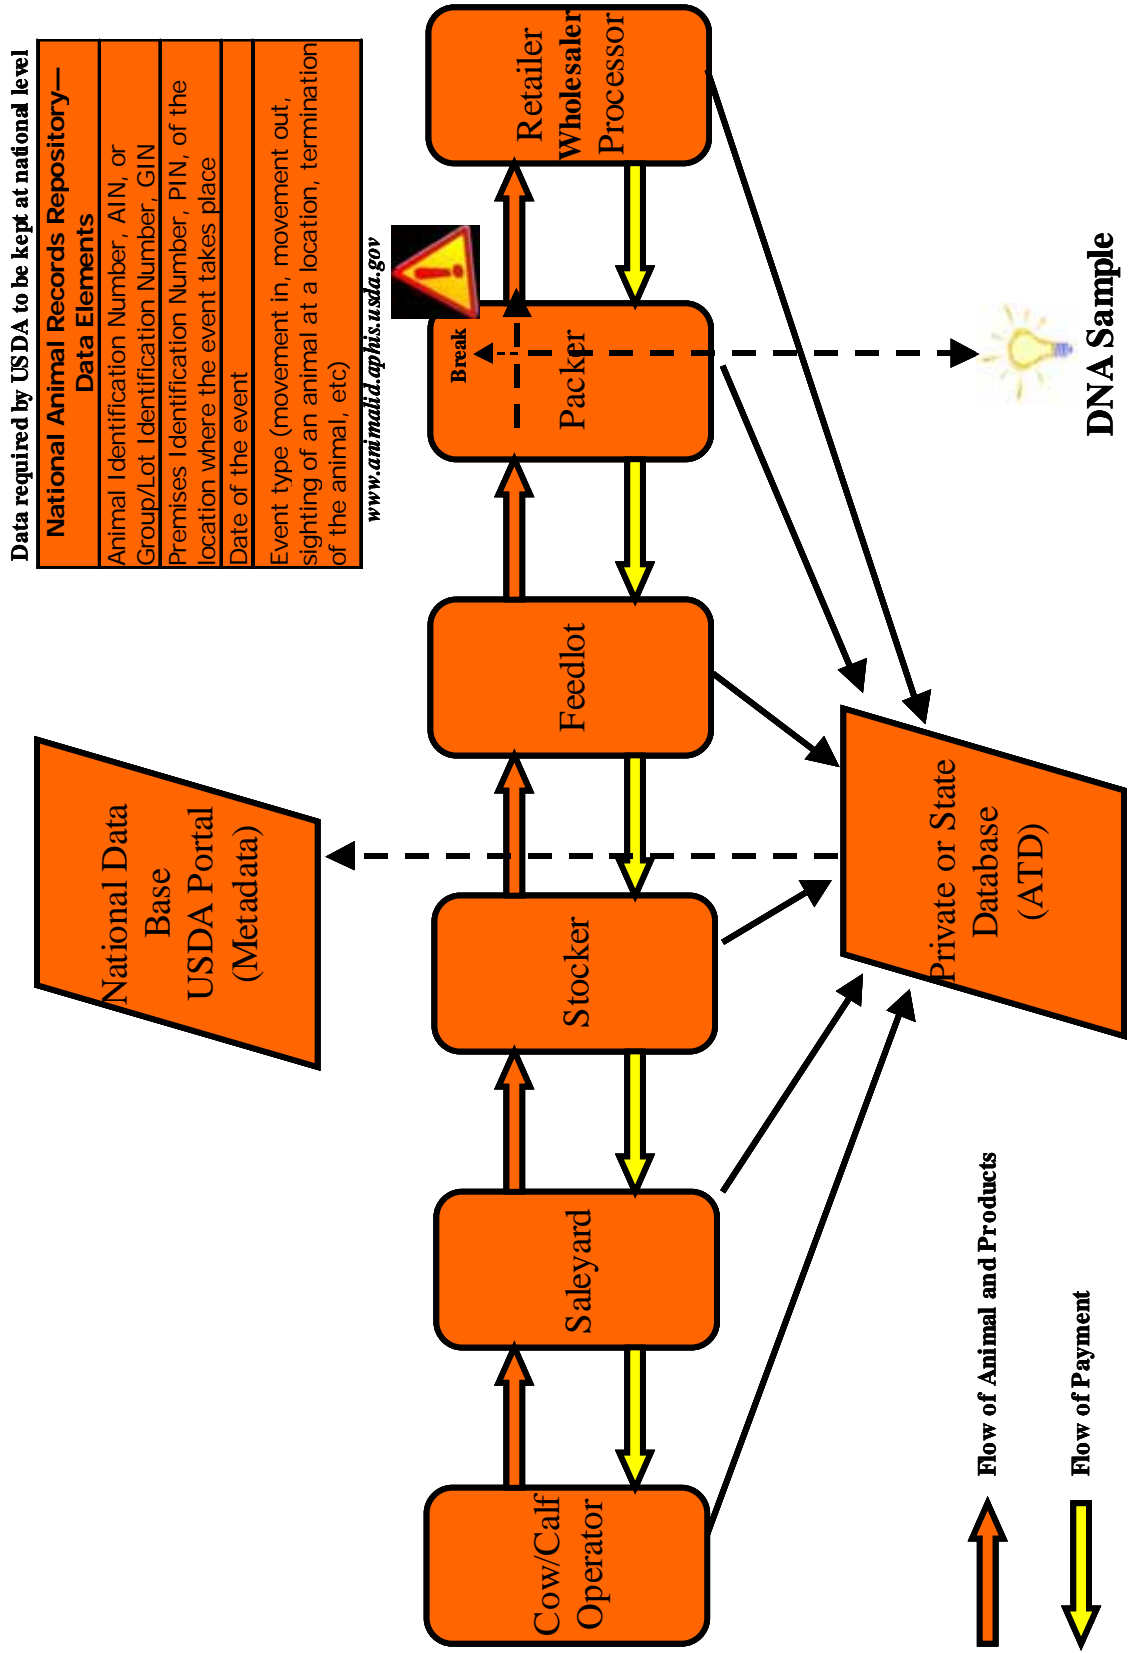 Data required by USDA to be kept at national level
National Animal Records Repository—
Data Elements
Animal Identification Number, AIN, or
Group/Lot Identification Number, GIN
Premises Identification Number, PIN, of the
location where the event takes place
Date of the event
Event type (movement in, movement out,
sighting of an animal at a location, termination
of the animal, etc)
www.animalid.aphis.usda.gov
National Data
Base
USDA Portal
(Metadata)
Cow/Calf
Operator
Saleyard
Stocker
Feedlot
Break
Packer
Retailer
Wholesaler
Processor
Private or State
Database
(ATD)
DNA Sample
Flow of Animal and Products
Flow of Payment